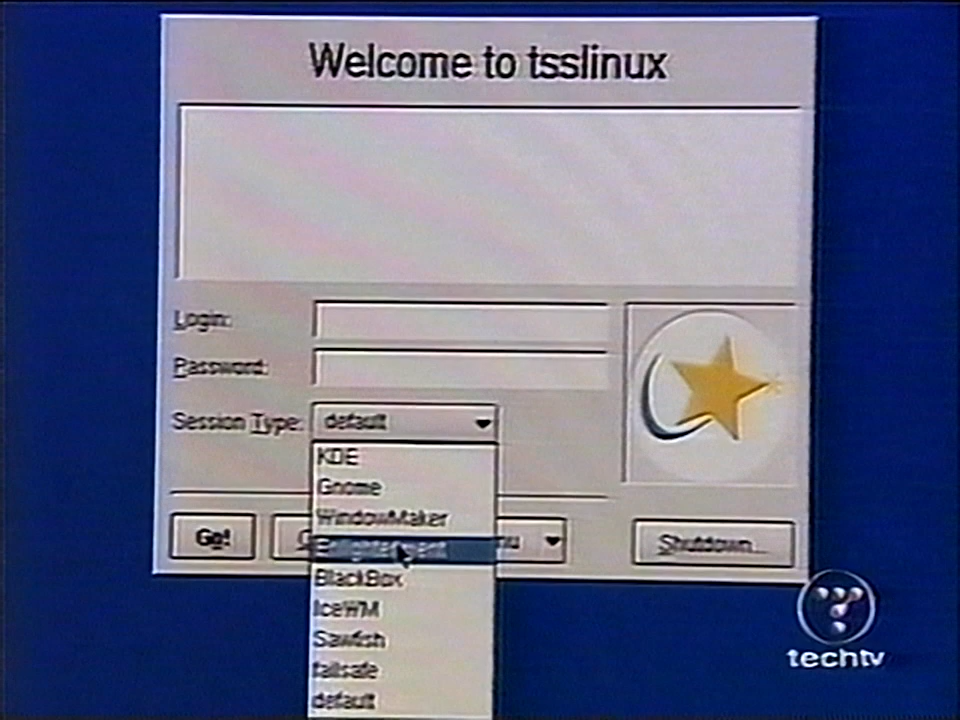 Welcome to tsslinux
Login:
Password:
Session Type: default
KDE
Gnome
WindowMaker
Enlightenment
BlackBox
IceWM
Sawfish
failsafe
default
Go!
Shutdown...
techtv